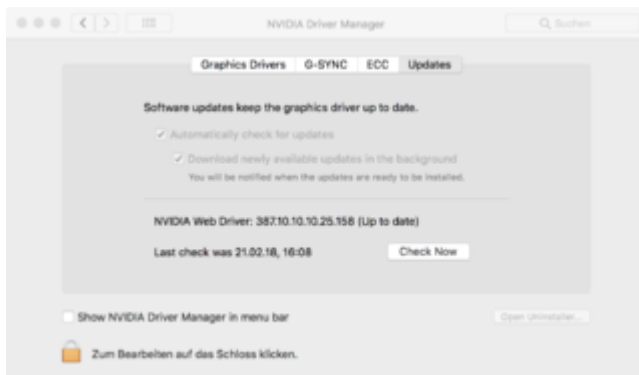 NVIDIA Driver Manager
Suchen
Graphics Drivers G-SYNC ECC Updates
Software updates keep the graphics driver up to date.
Automatically check for updates
Download newly available updates in the background
You will be notified when the updates are ready to be installed.
NVIDIA Web Driver: 387.10.10.10.25.156 (Up to date)
Last check was 21.02.18, 16:08 Check Now
Show NVIDIA Driver Manager in menu bar
Open Uninstaller...
Zum Bearbeiten auf das Schloss klicken.